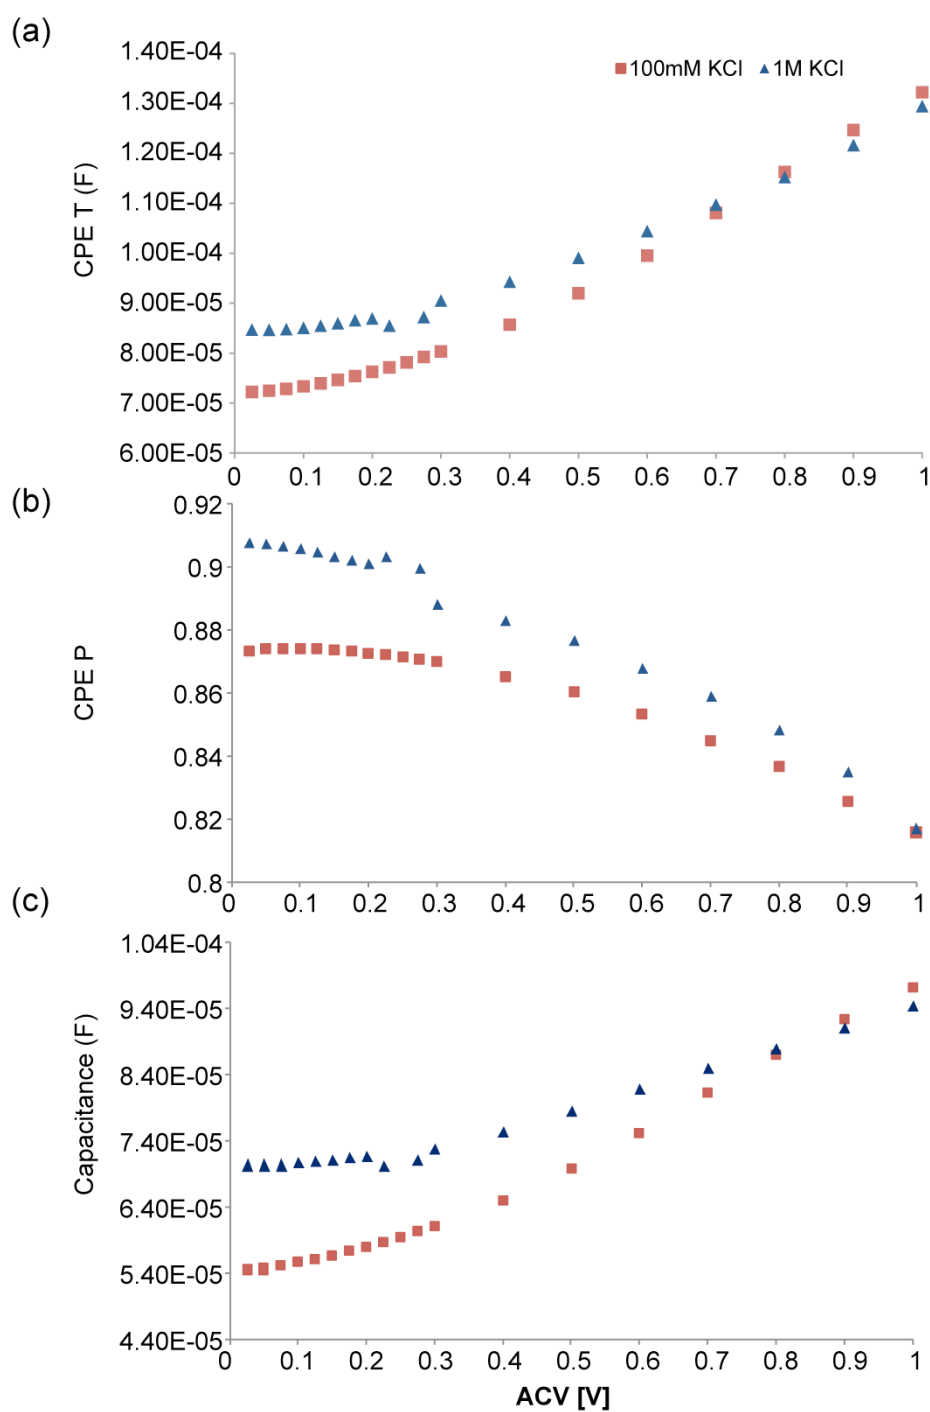 (a)
1.40E-04
100mM KCl 1M KCl
1.30E-04
1.20E-04
1.10E-04
1.00E-04
9.00E-05
8.00E-05
7.00E-05
6.00E-05
CPE T (F)
0 0.1 0.2 0.3 0.4 0.5 0.6 0.7 0.8 0.9 1
(b)
0.92
0.9
0.88
0.86
0.84
0.82
0.8
CPE P
0 0.1 0.2 0.3 0.4 0.5 0.6 0.7 0.8 0.9 1
(c)
1.04E-04
9.40E-05
8.40E-05
7.40E-05
6.40E-05
5.40E-05
4.40E-05
Capacitance (F)
0 0.1 0.2 0.3 0.4 0.5 0.6 0.7 0.8 0.9 1
ACV [V]